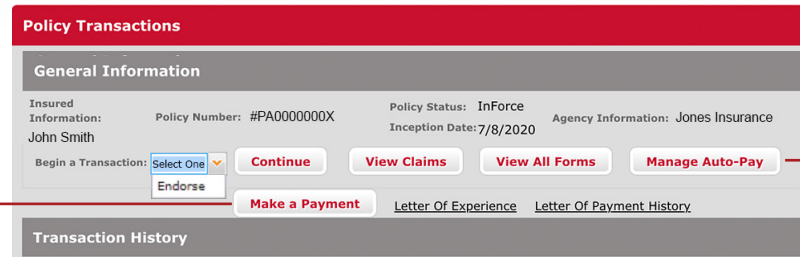 Policy Transactions
General Information
Insured Information:
John Smith
Policy Number: #PA0000000X
Policy Status: InForce
Inception Date: 7/8/2020
Agency Information: Jones Insurance
Begin a Transaction: Select One Continue View Claims View All Forms Manage Auto-Pay
Endorse
Make a Payment Letter Of Experience Letter Of Payment History
Transaction History